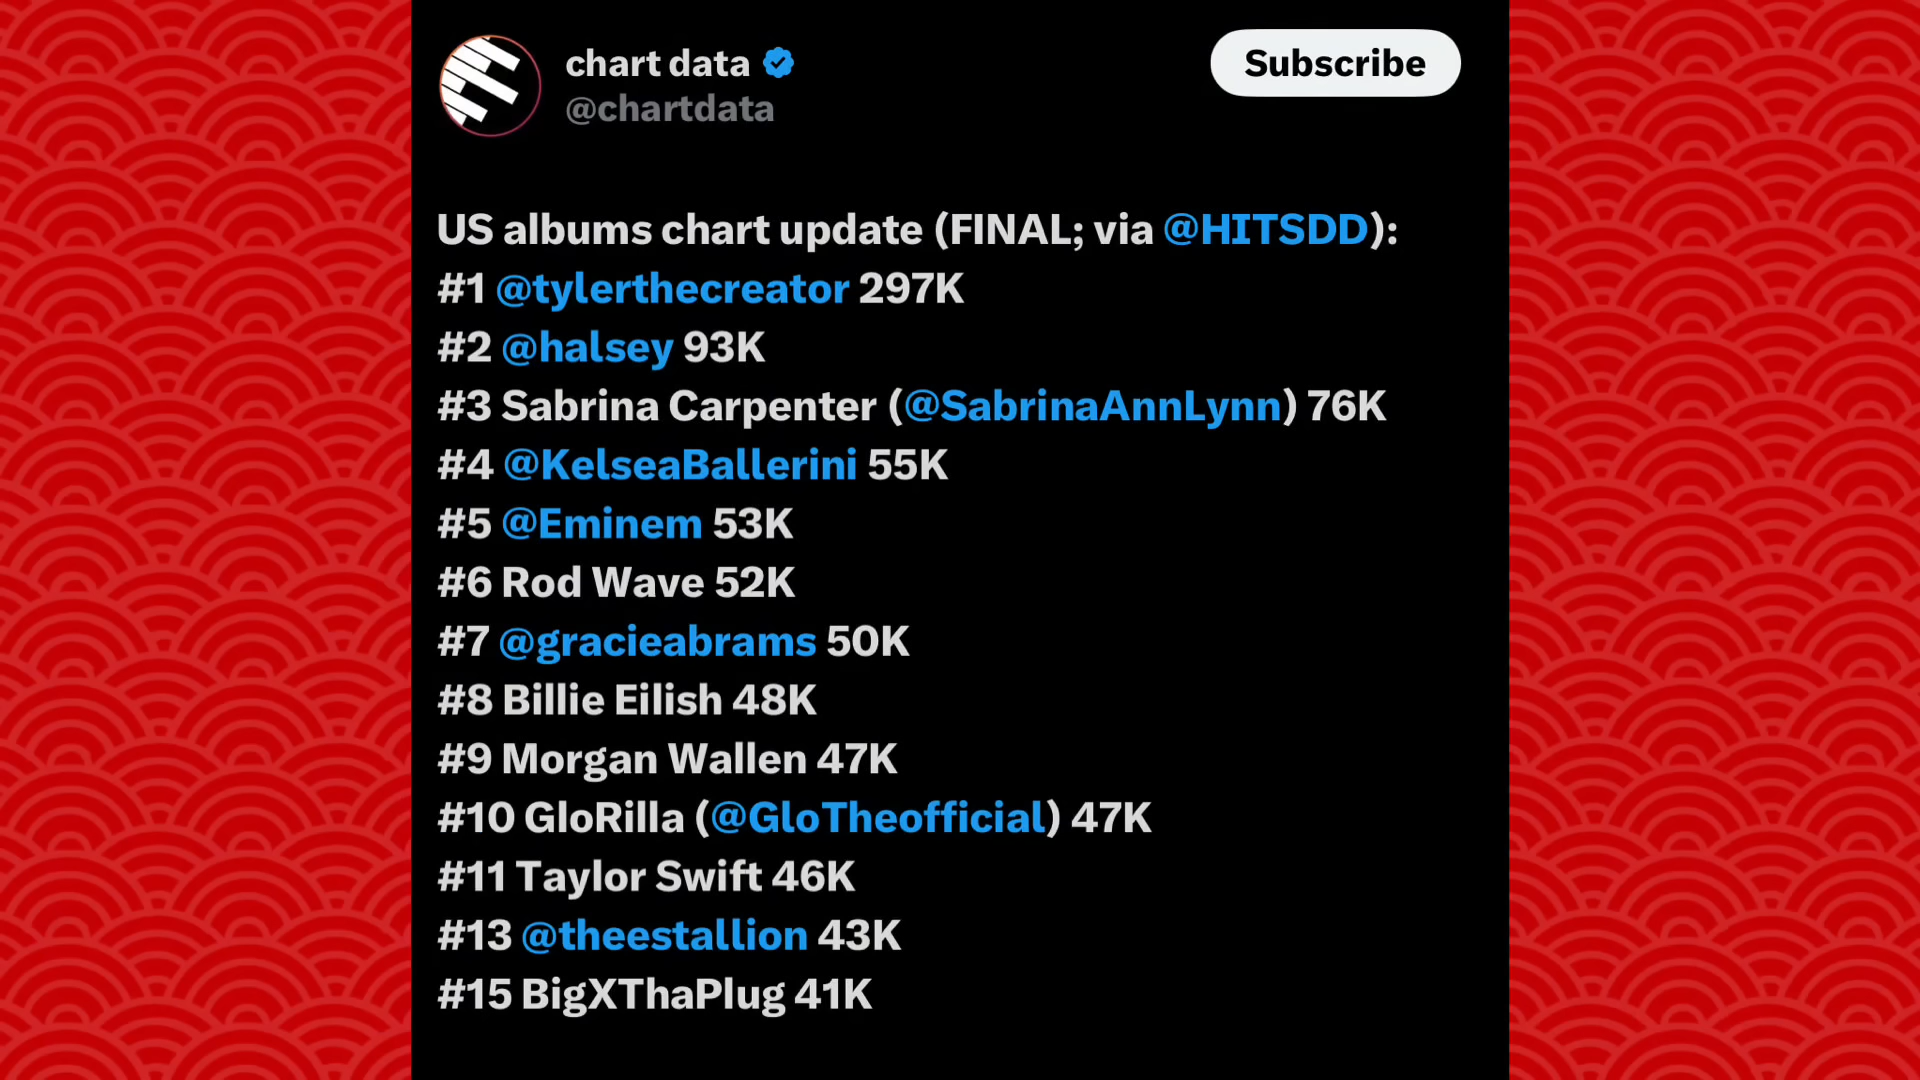 chart data
@chartdata
Subscribe
US albums chart update (FINAL; via @HITSDD):
#1 @tylerthecreator 297K
#2 @halsey 93K
#3 Sabrina Carpenter (@SabrinaAnnLynn) 76K
#4 @KelseaBallerini 55K
#5 @Eminem 53K
#6 Rod Wave 52K
#7 @gracieabrams 50K
#8 Billie Eilish 48K
#9 Morgan Wallen 47K
#10 GloRilla (@GloTheofficial) 47K
#11 Taylor Swift 46K
#13 @theestallion 43K
#15 BigXThaPlug 41K